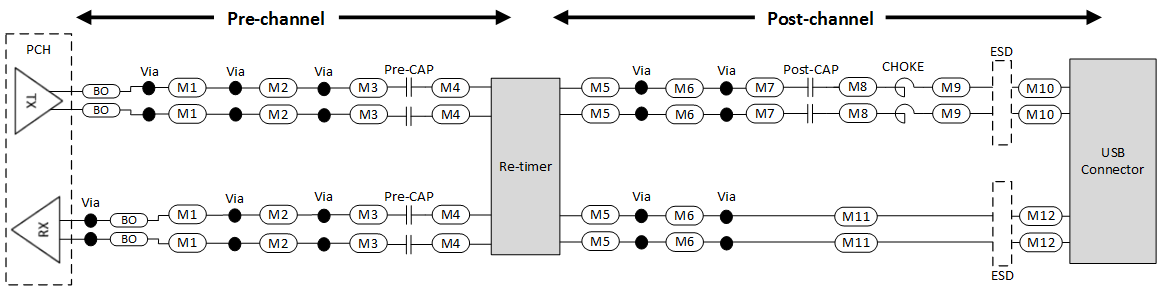 Pre-channel Post-channel
PCH
ESD
Via Via Via Pre-CAP Via Via Post-CAP CHOKE
TX BO M1 M2 M3 M4 M5 M6 M7 M8 M9 M10
BO M1 M2 M3 M4 M5 M6 M7 M8 M9 M10
Re-timer
USB
Connector
Via Via Via Pre-CAP Via Via
RX BO M1 M2 M3 M4 M5 M6 M11 M12
BO M1 M2 M3 M4 M5 M6 M11 M12
ESD